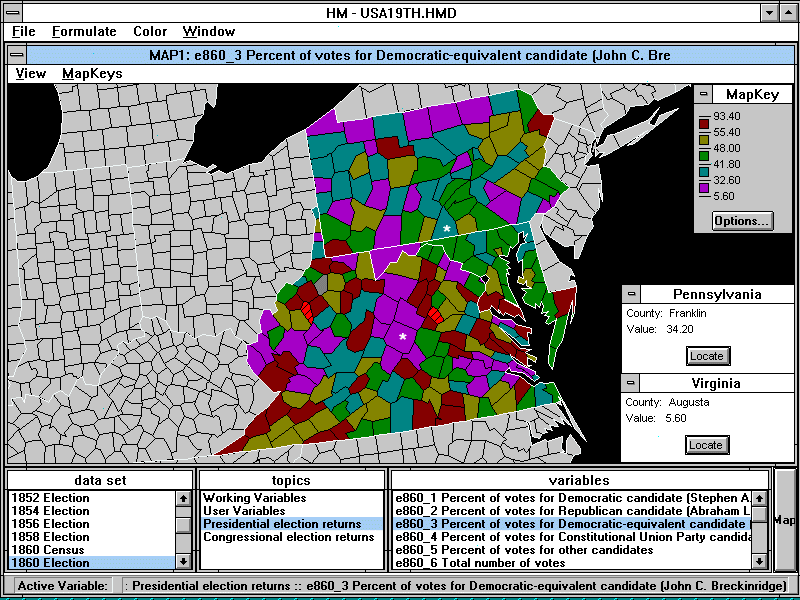 HM - USA19TH.HMD
File Formulate Color Window
MAP1: e860_3 Percent of votes for Democratic-equivalent candidate (John C. Bre
View MapKeys
MapKey
93.40
55.40
48.00
41.80
32.60
5.60
Options...
*
Pennsylvania
County: Franklin
Value: 34.20
Locate
*
Virginia
County: Augusta
Value: 5.60
Locate
data set
1852 Election
1854 Election
1856 Election
1858 Election
1860 Census
1860 Election
topics
Working Variables
User Variables
Presidential election returns
Congressional election returns
variables
e860_1 Percent of votes for Democratic candidate (Stephen A.
e860_2 Percent of votes for Republican candidate (Abraham L
e860_3 Percent of votes for Democratic-equivalent candidate
e860_4 Percent of votes for Constitutional Union Party candida
e860_5 Percent of votes for other candidates
e860_6 Total number of votes
Map
Active Variable: : Presidential election returns :: e860_3 Percent of votes for Democratic-equivalent candidate (John C. Breckinridge)